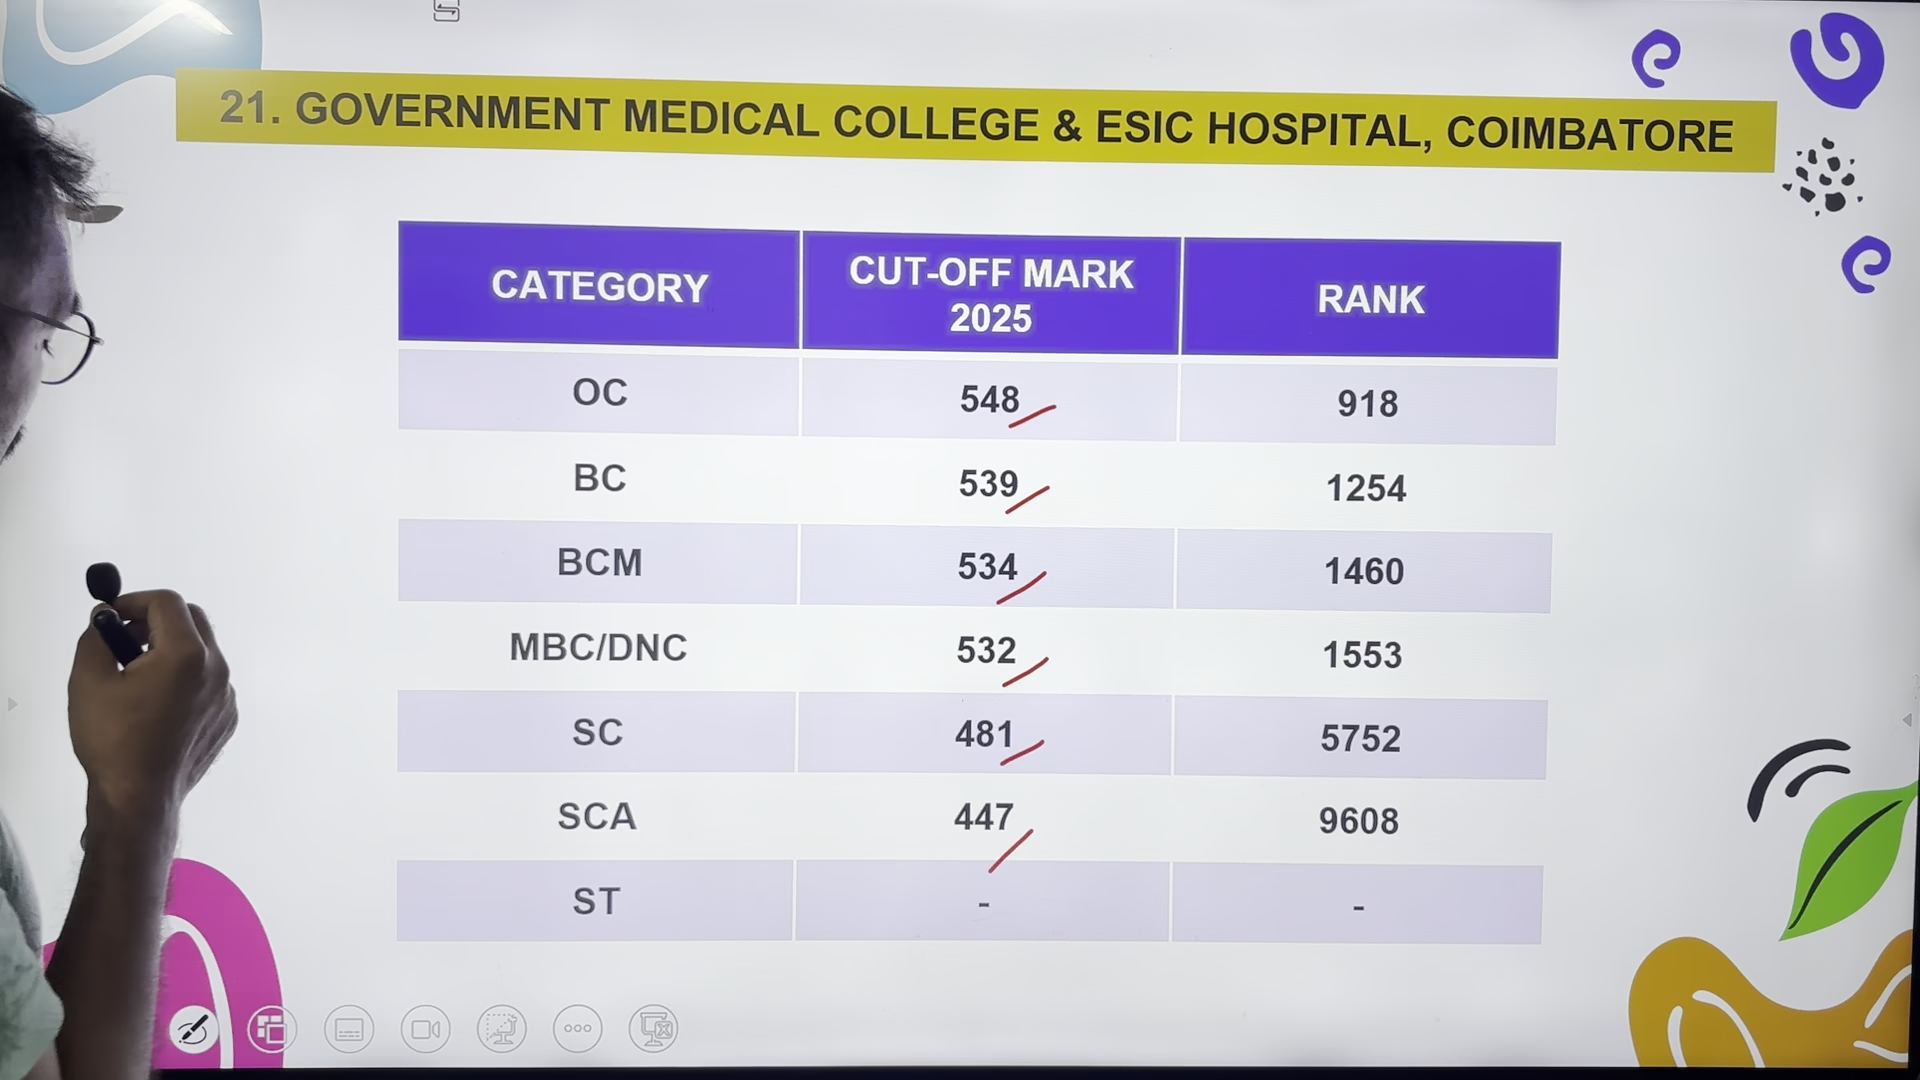 21. GOVERNMENT MEDICAL COLLEGE & ESIC HOSPITAL, COIMBATORE
CATEGORY CUT-OFF MARK 2025 RANK
OC 548 918
BC 539 1254
BCM 534 1460
MBC/DNC 532 1553
SC 481 5752
SCA 447 9608
ST - -